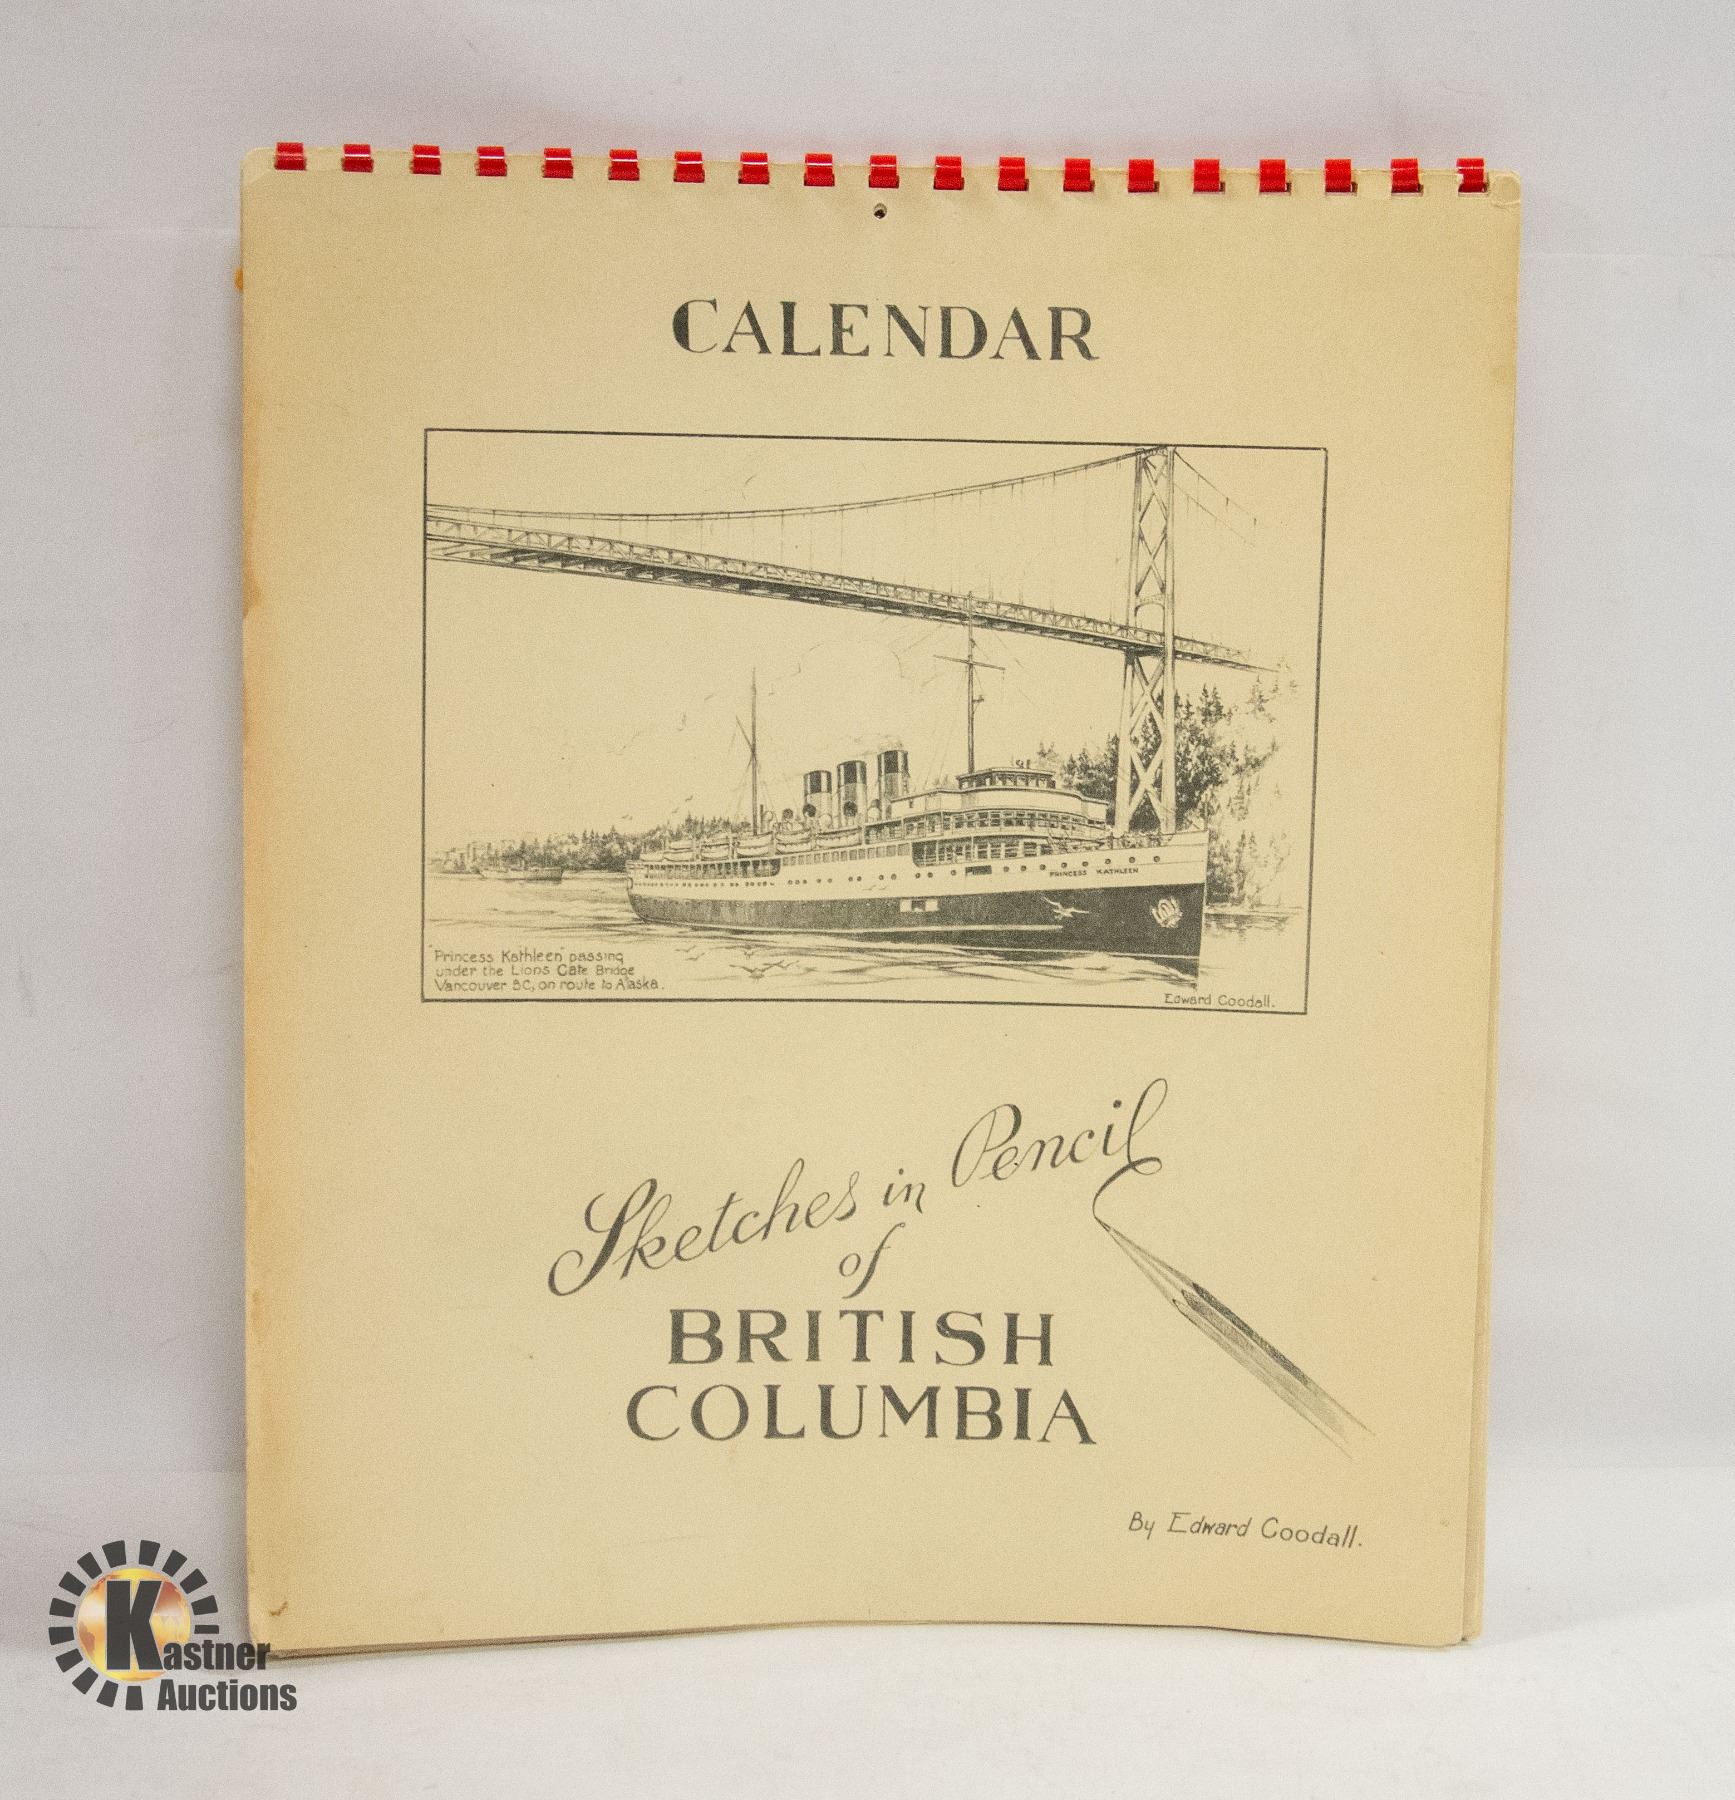 CALENDAR
PRINCESS KATHLEEN
"Princess Kathleen" passing
under the Lions Gate Bridge
Vancouver BC, on route to Alaska.
Edward Goodall.
Sketches in Pencil
of
BRITISH
COLUMBIA
By Edward Goodall.
Kastner
Auctions